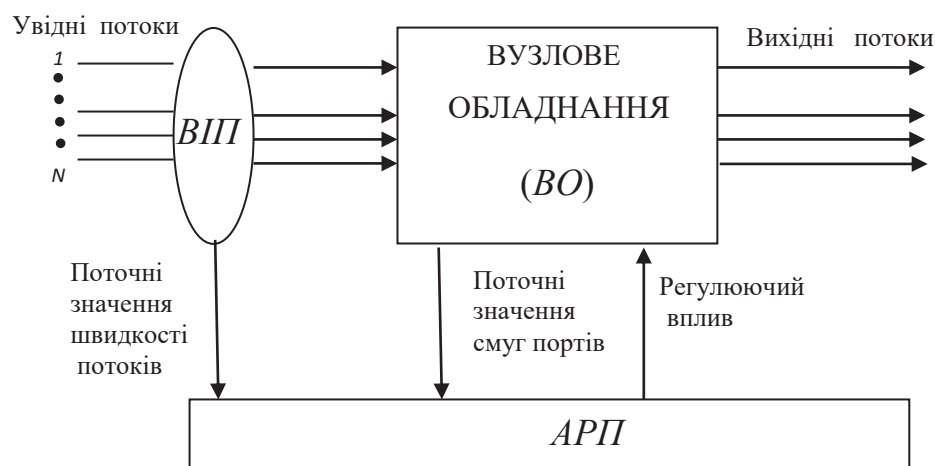 Увідні потоки
1
N
ВІП
ВУЗЛОВЕ
ОБЛАДНАННЯ
(ВО)
Вихідні потоки
Поточні
значення
швидкості
потоків
Поточні
значення
смуг портів
Регулюючий
вплив
АРП